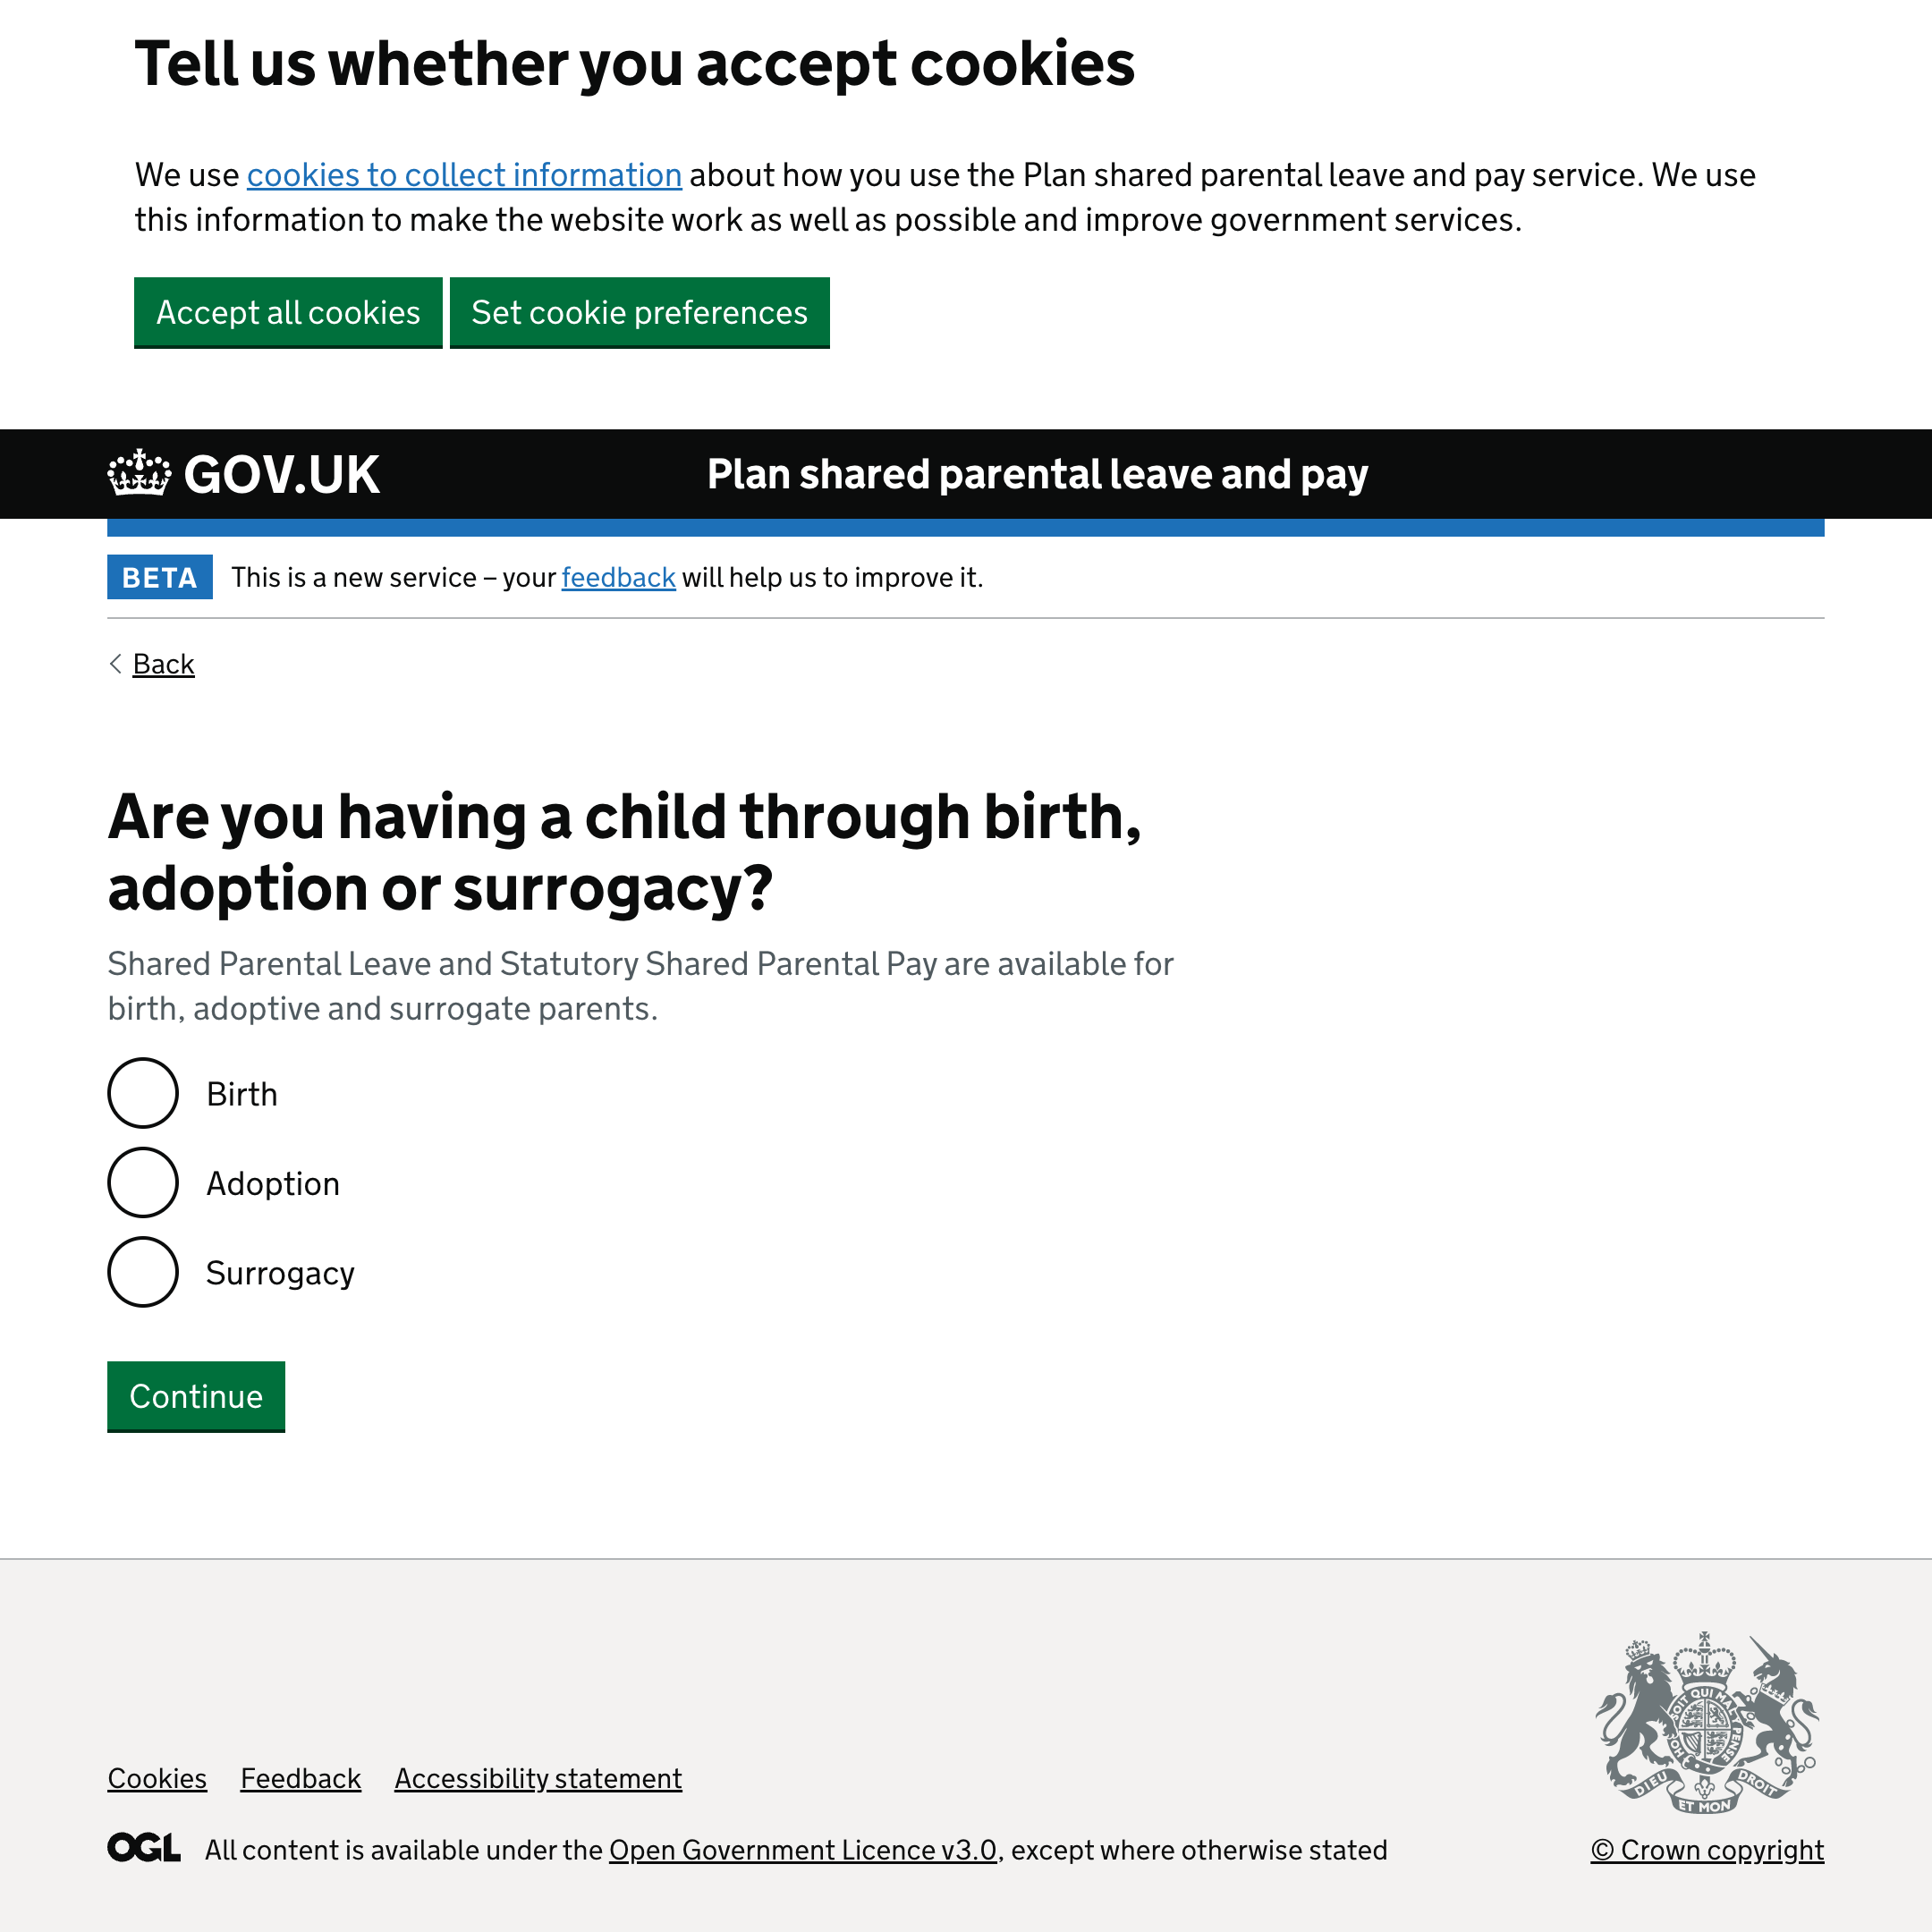 Tell us whether you accept cookies
We use cookies to collect information about how you use the Plan shared parental leave and pay service. We use
this information to make the website work as well as possible and improve government services.
Accept all cookies
Set cookie preferences
GOV.UK
Plan shared parental leave and pay
BETA
This is a new service – your feedback will help us to improve it.
Back
Are you having a child through birth,
adoption or surrogacy?
Shared Parental Leave and Statutory Shared Parental Pay are available for
birth, adoptive and surrogate parents.
Birth
Adoption
Surrogacy
Continue
SOIT QUI MAL Y PENSE
DIEU ET MON DROIT
Cookies
Feedback
Accessibility statement
OGL
All content is available under the Open Government Licence v3.0, except where otherwise stated
© Crown copyright